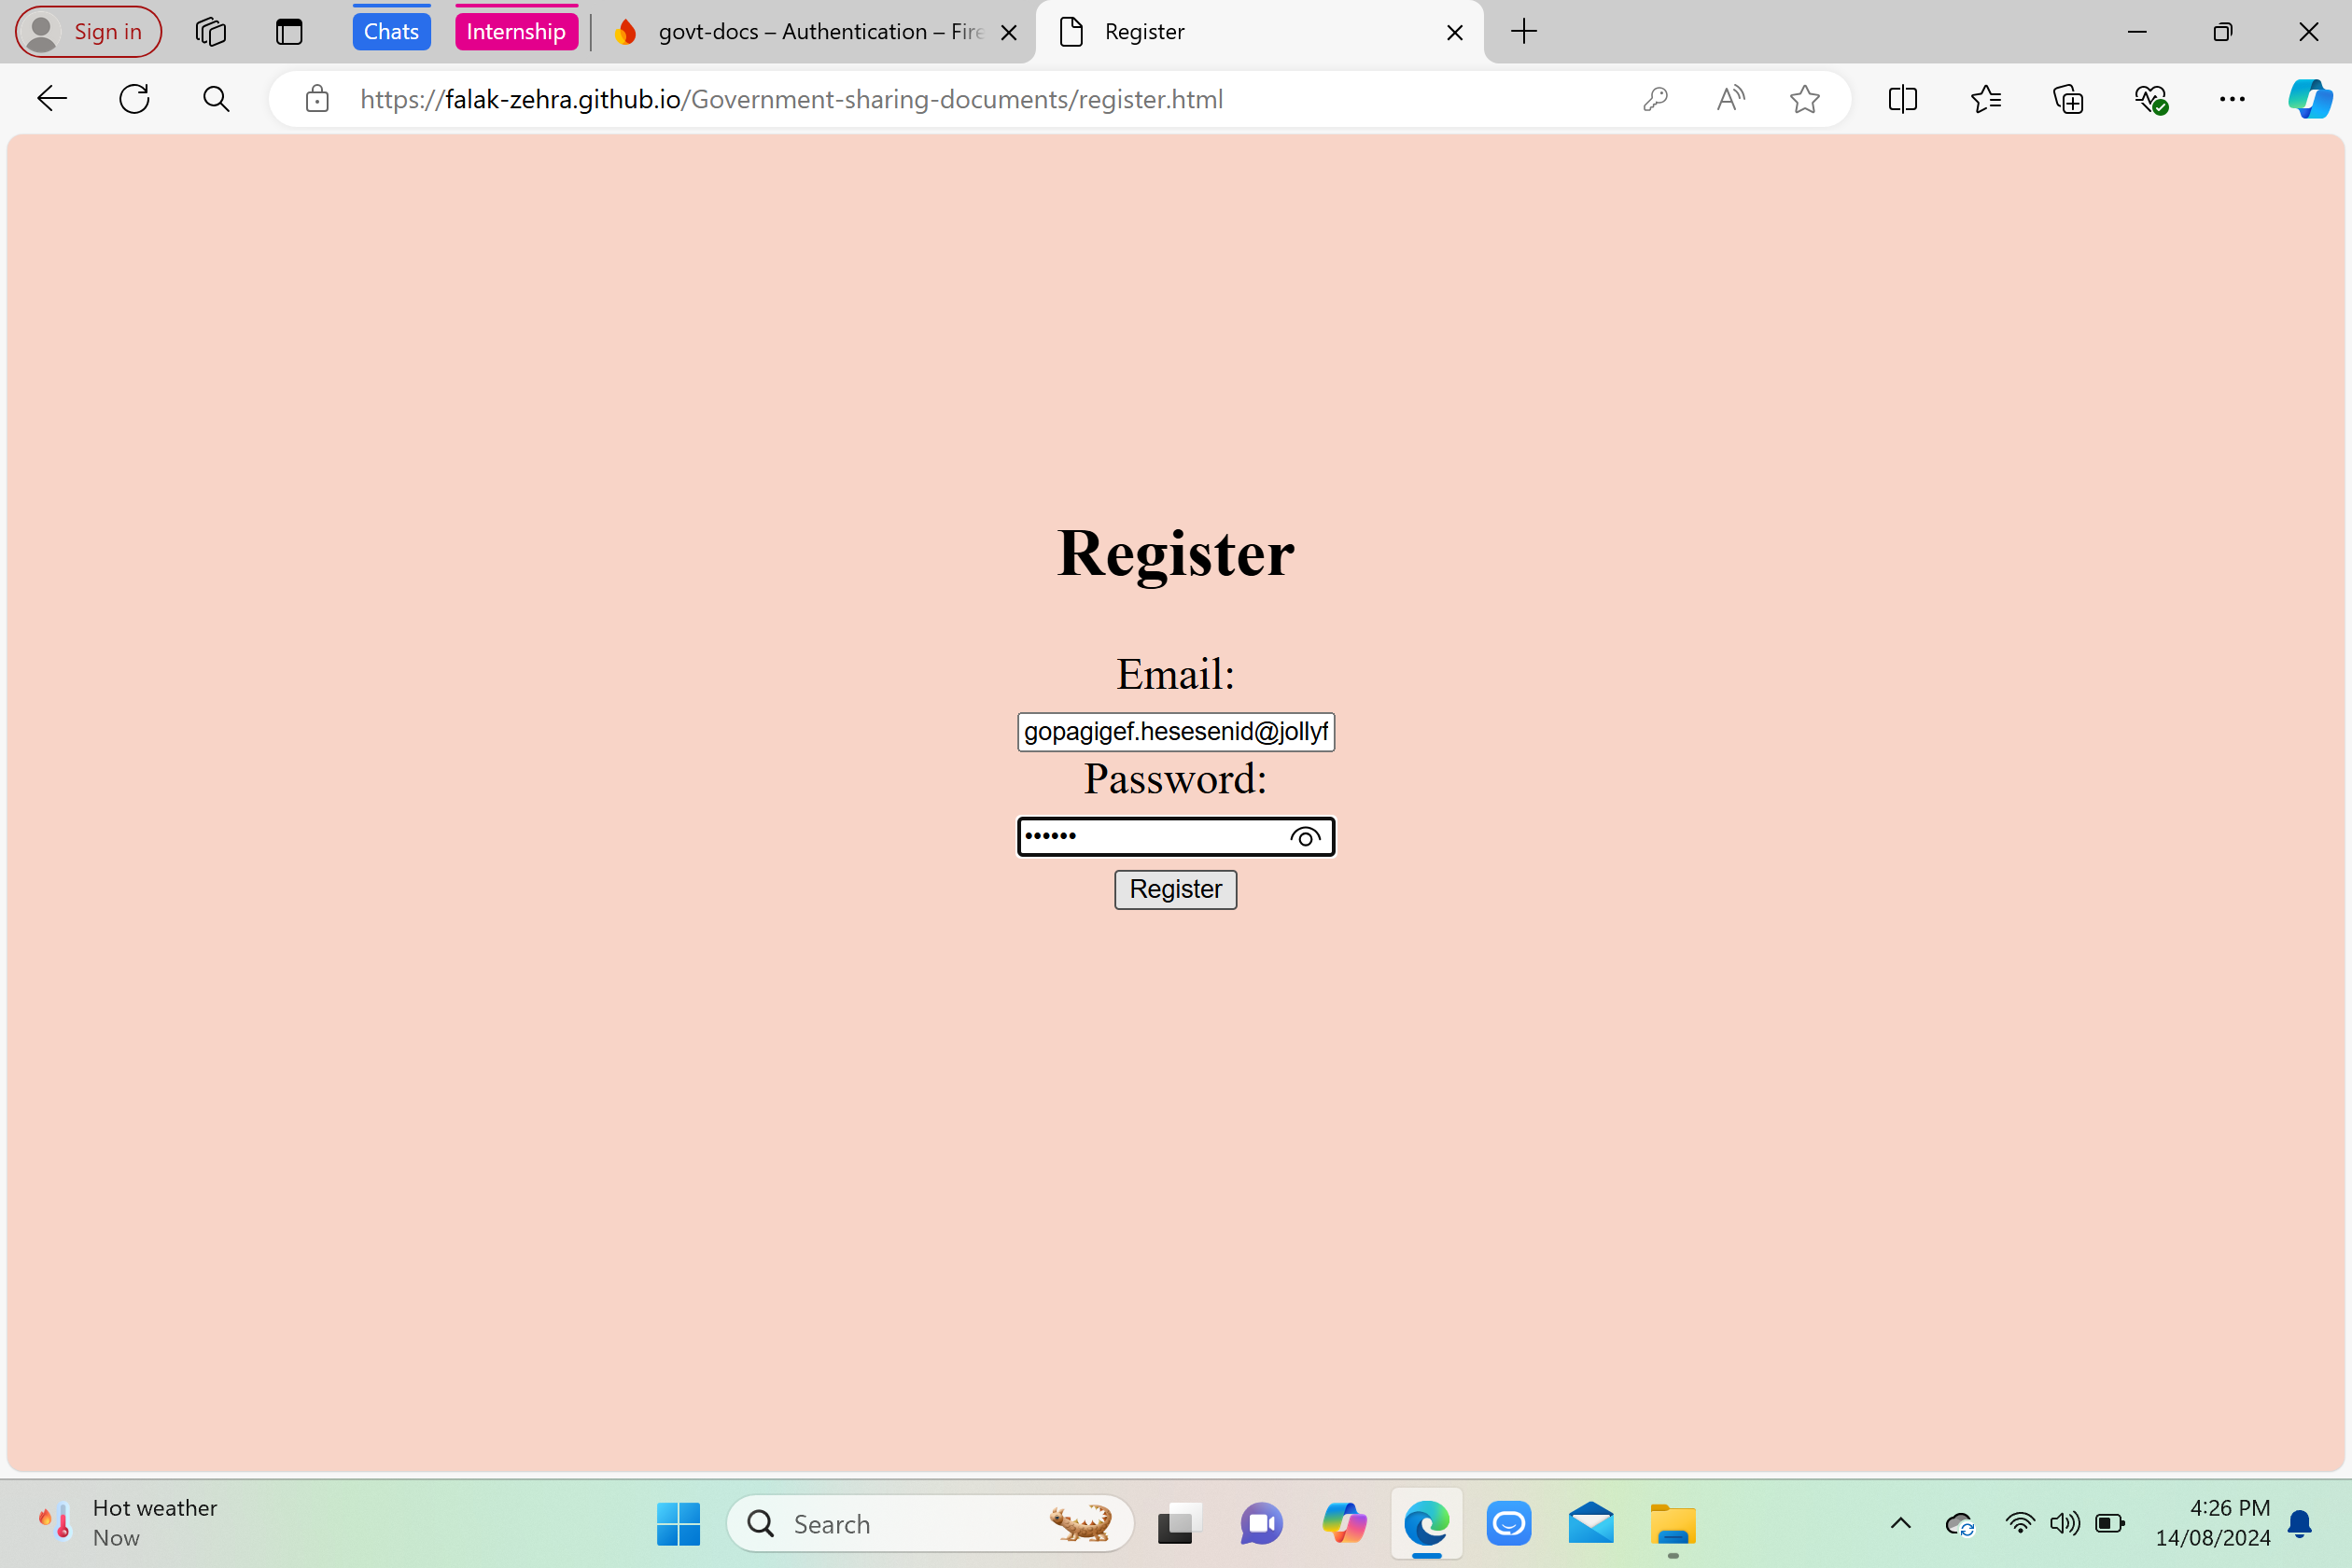 Sign in
Chats
Internship
govt-docs – Authentication – Fire
Register
https://falak-zehra.github.io/Government-sharing-documents/register.html
Register
Email:
gopagigef.hesesenid@jollyf
Password:
••••••
Register
Hot weather
Now
Search
4:26 PM
14/08/2024